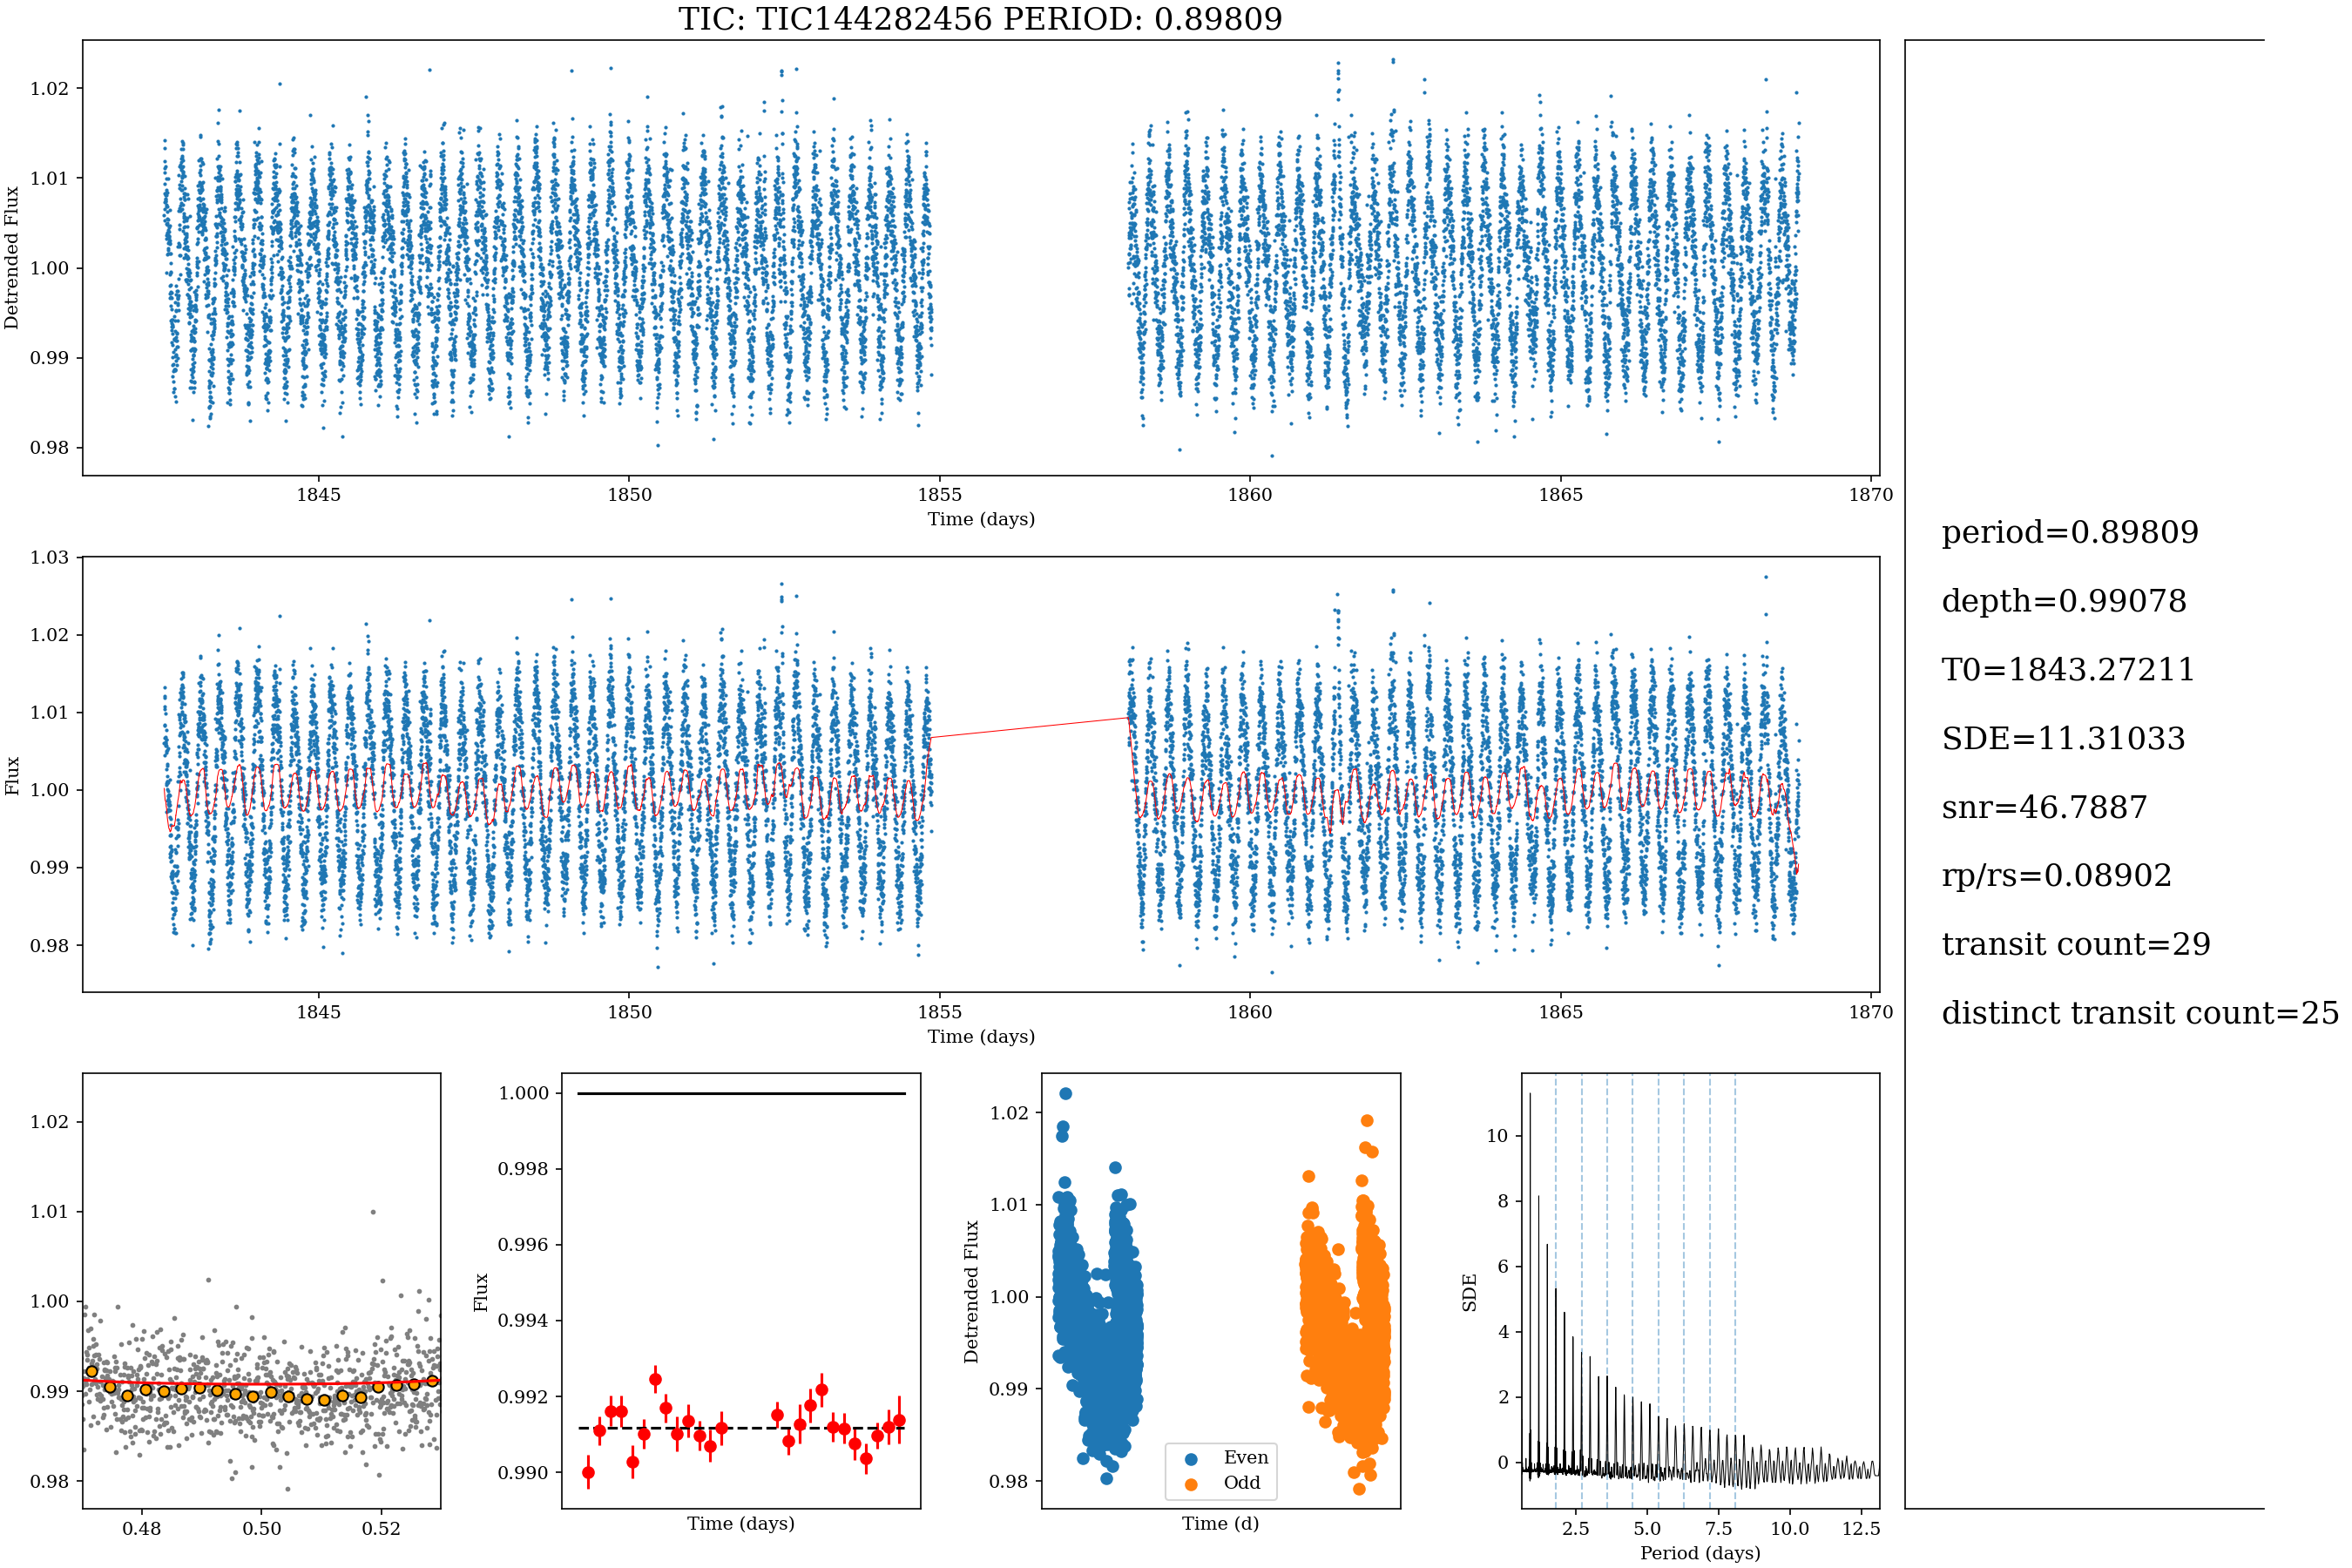 TIC: TIC144282456 PERIOD: 0.89809
1.02
1.01
1.00
0.99
0.98
Detrended Flux
1845
1850
1855
1860
1865
1870
Time (days)
1.03
1.02
1.01
1.00
0.99
0.98
Flux
1845
1850
1855
1860
1865
1870
Time (days)
1.02
1.01
1.00
0.99
0.98
0.48
0.50
0.52
1.000
0.998
0.996
0.994
0.992
0.990
Flux
Time (days)
1.02
1.01
1.00
0.99
0.98
Detrended Flux
Even
Odd
Time (d)
10
8
6
4
2
0
SDE
2.5
5.0
7.5
10.0
12.5
Period (days)
period=0.89809
depth=0.99078
T0=1843.27211
SDE=11.31033
snr=46.7887
rp/rs=0.08902
transit count=29
distinct transit count=25